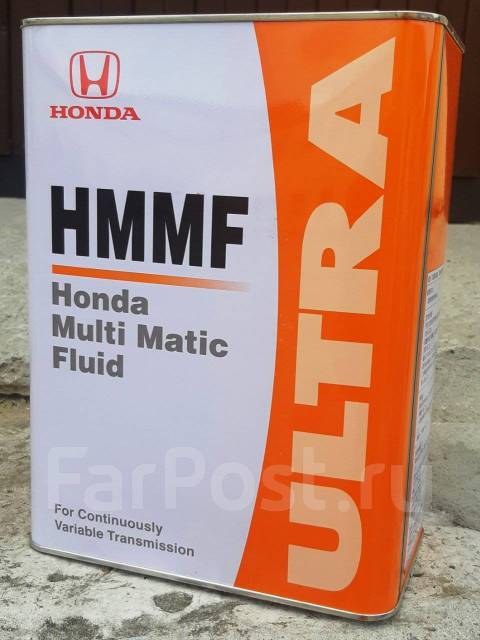 HONDA
HMMF
Honda
Multi Matic
Fluid
ULTRA
For Continuously
Variable Transmission
FarPost.ru